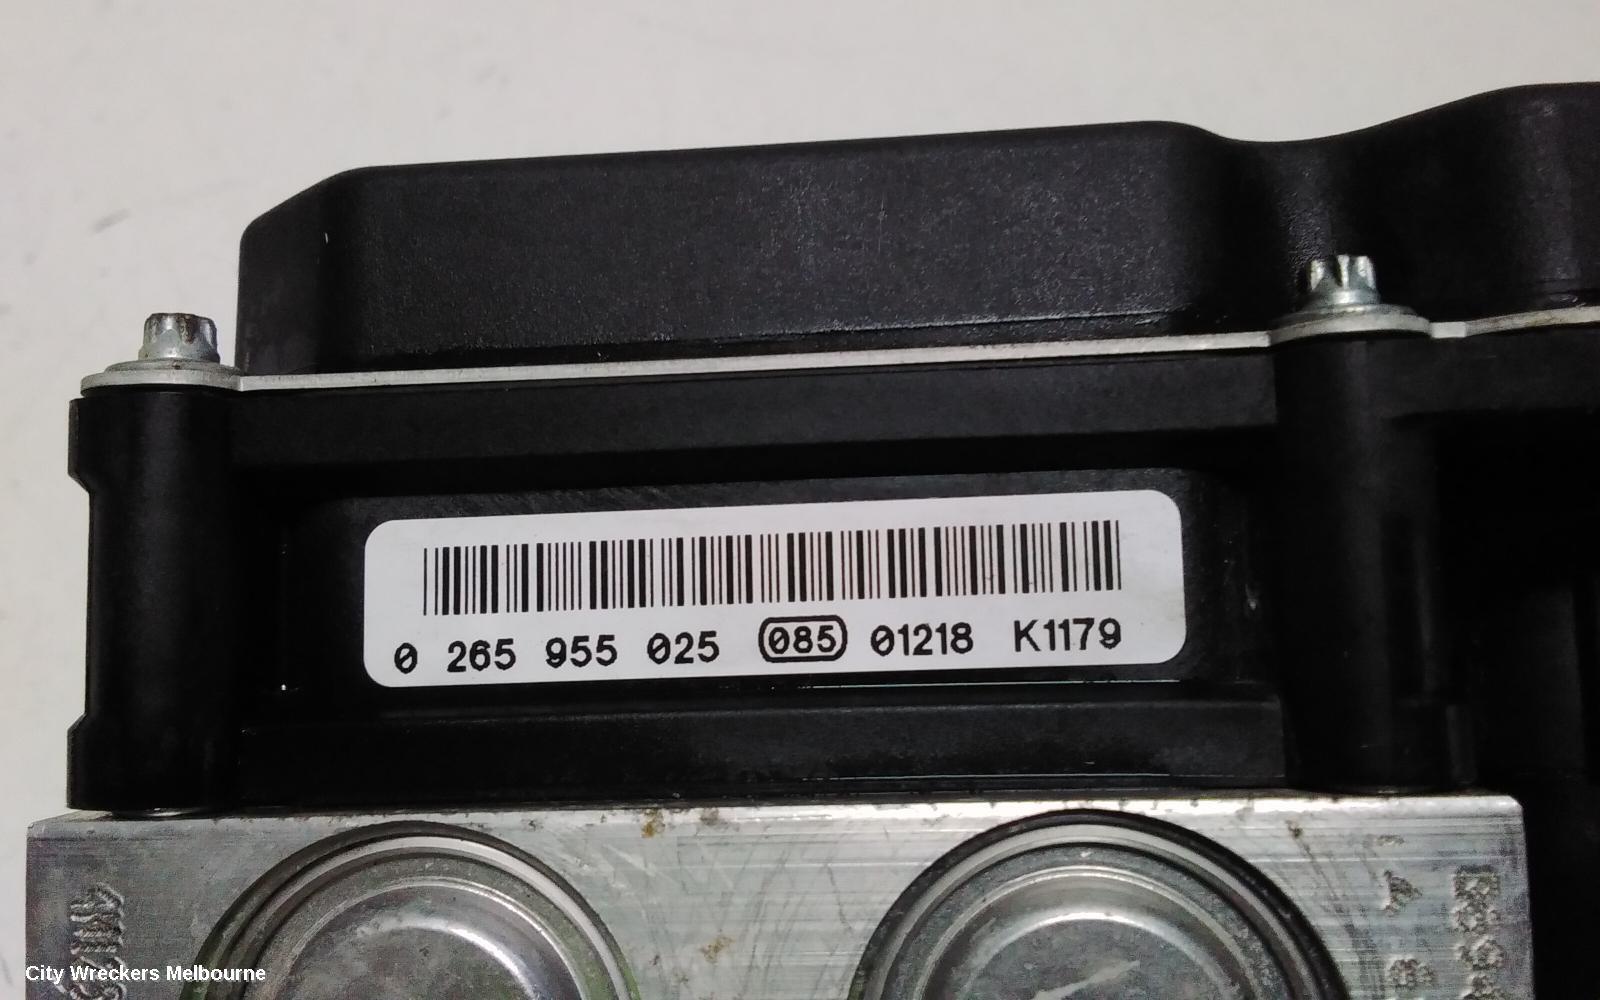 0 265 955 025 085 01218 K1179
City Wreckers Melbourne